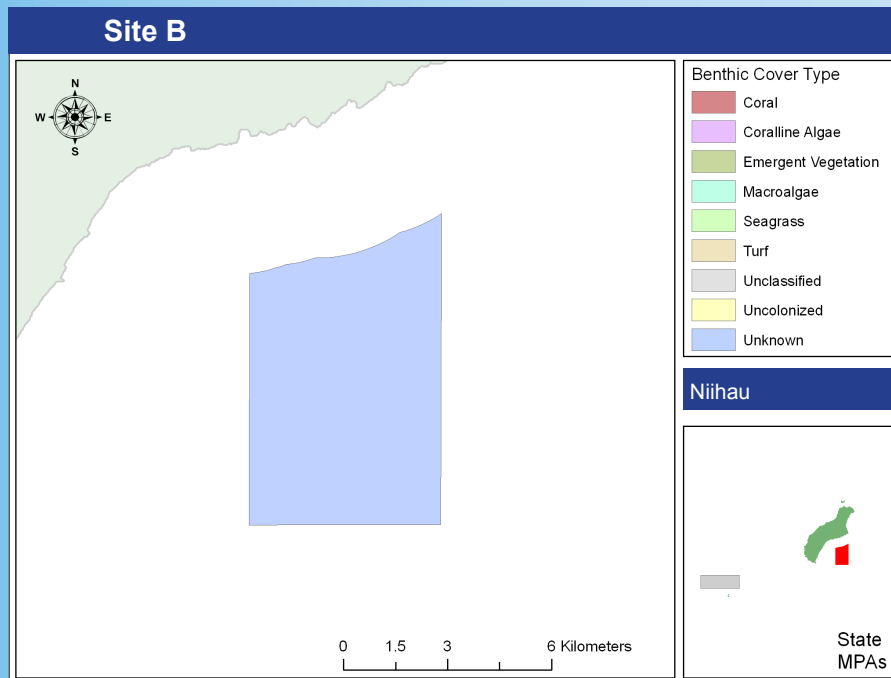 Site B
N
W E
S
Benthic Cover Type
Coral
Coralline Algae
Emergent Vegetation
Macroalgae
Seagrass
Turf
Unclassified
Uncolonized
Unknown
Niihau
State
MPAs
0 1.5 3 6 Kilometers